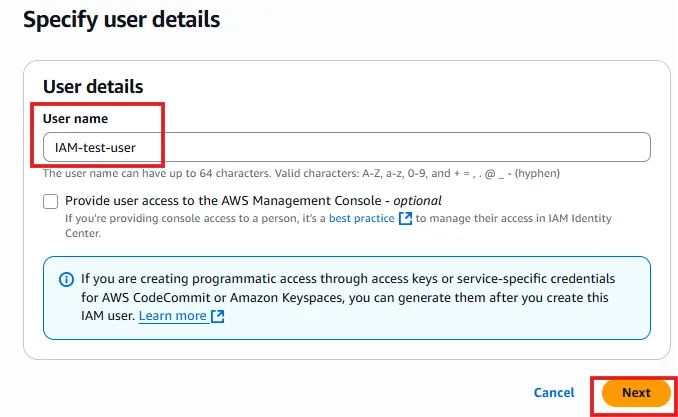 Specify user details
User details
User name
IAM-test-user
The user name can have up to 64 characters. Valid characters: A-Z, a-z, 0-9, and + = , . @ _ - (hyphen)
Provide user access to the AWS Management Console - optional
If you're providing console access to a person, it's a best practice to manage their access in IAM Identity
Center.
If you are creating programmatic access through access keys or service-specific credentials
for AWS CodeCommit or Amazon Keyspaces, you can generate them after you create this
IAM user. Learn more
Cancel Next